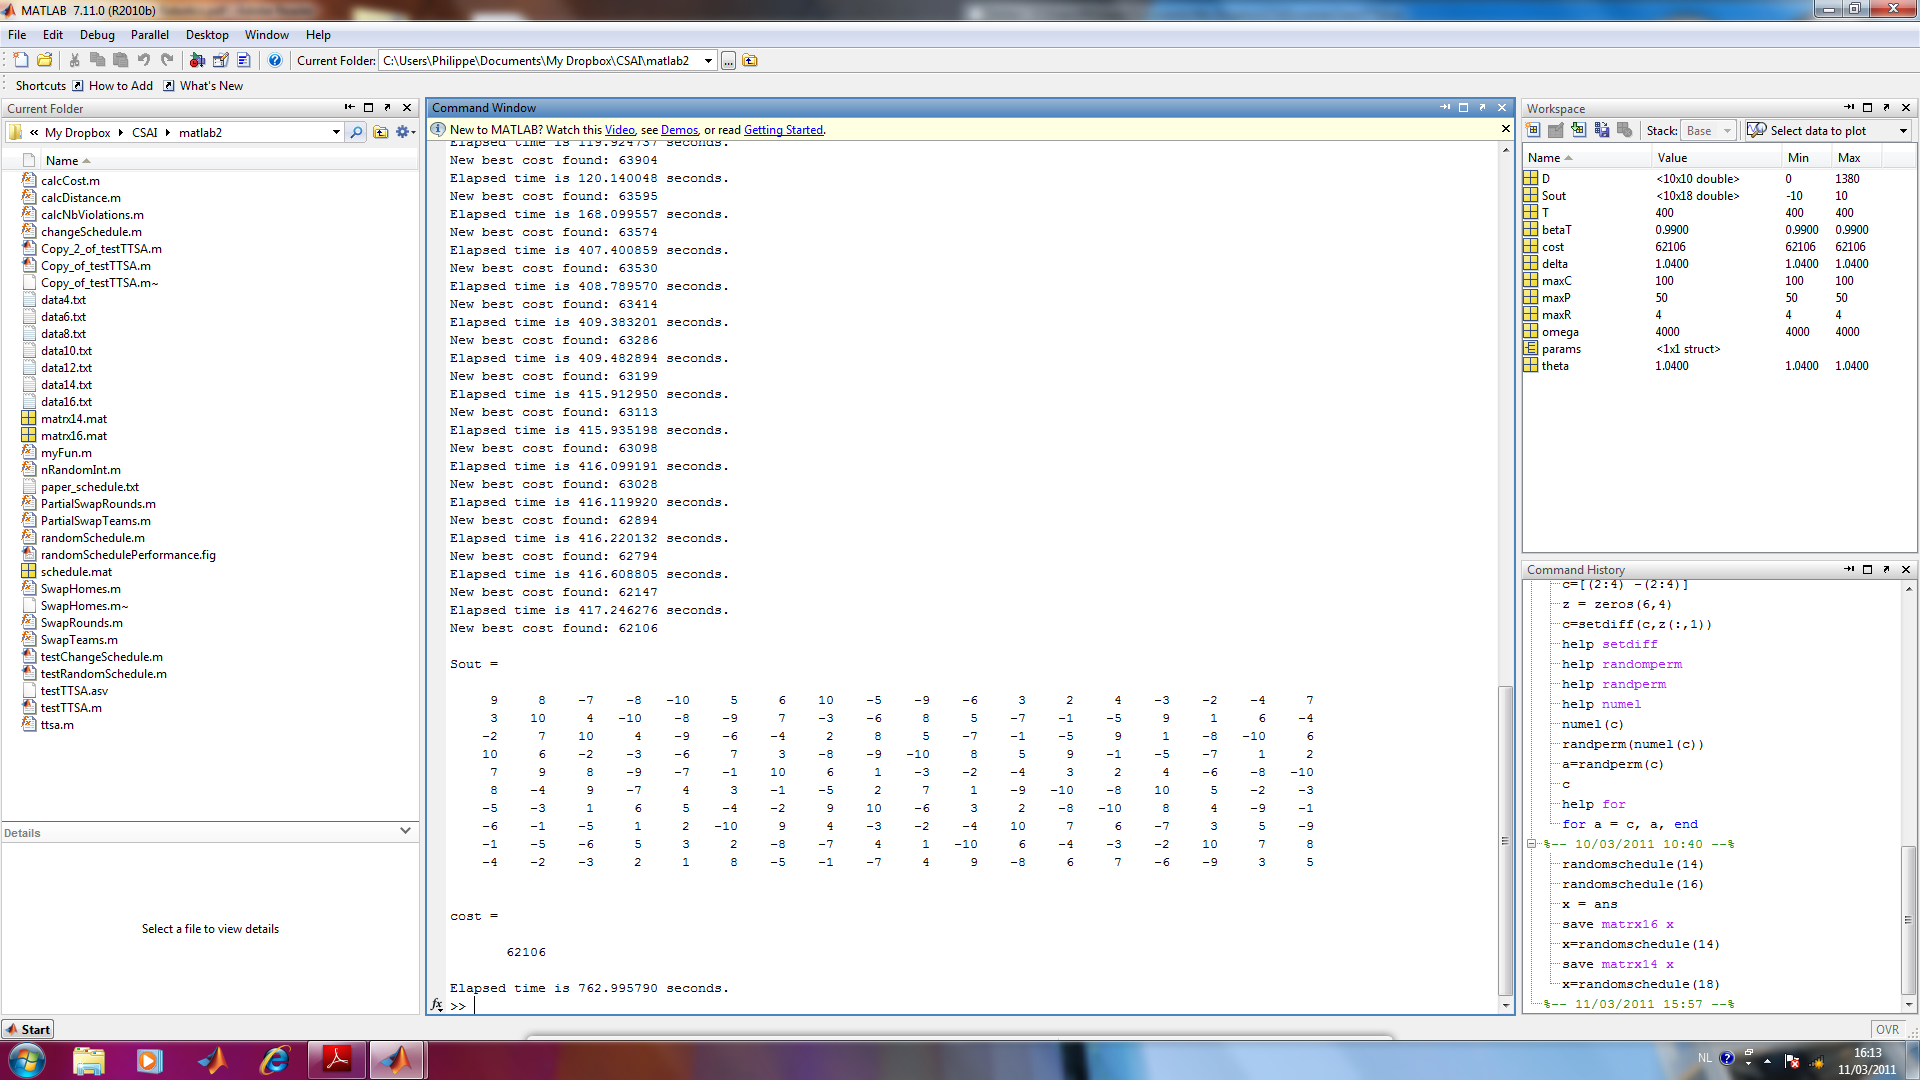 MATLAB 7.11.0 (R2010b)
File Edit Debug Parallel Desktop Window Help
Current Folder: C:\Users\Philippe\Documents\My Dropbox\CSAI\matlab2 ...
Shortcuts How to Add What's New
Current Folder
« My Dropbox CSAI matlab2
Name
calcCost.m
calcDistance.m
calcNbViolations.m
changeSchedule.m
Copy_2_of_testTTSA.m
Copy_of_testTTSA.m
Copy_of_testTTSA.m~
data4.txt
data6.txt
data8.txt
data10.txt
data12.txt
data14.txt
data16.txt
matrx14.mat
matrx16.mat
myFun.m
nRandomInt.m
paper_schedule.txt
PartialSwapRounds.m
PartialSwapTeams.m
randomSchedule.m
randomSchedulePerformance.fig
schedule.mat
SwapHomes.m
SwapHomes.m~
SwapRounds.m
SwapTeams.m
testChangeSchedule.m
testRandomSchedule.m
testTTSA.asv
testTTSA.m
ttsa.m
Details
Select a file to view details
Command Window
New to MATLAB? Watch this Video, see Demos, or read Getting Started.
Elapsed time is 119.924737 seconds.
New best cost found: 63904
Elapsed time is 120.140048 seconds.
New best cost found: 63595
Elapsed time is 168.099557 seconds.
New best cost found: 63574
Elapsed time is 407.400859 seconds.
New best cost found: 63530
Elapsed time is 408.789570 seconds.
New best cost found: 63414
Elapsed time is 409.383201 seconds.
New best cost found: 63286
Elapsed time is 409.482894 seconds.
New best cost found: 63199
Elapsed time is 415.912950 seconds.
New best cost found: 63113
Elapsed time is 415.935198 seconds.
New best cost found: 63098
Elapsed time is 416.099191 seconds.
New best cost found: 63028
Elapsed time is 416.119920 seconds.
New best cost found: 62894
Elapsed time is 416.220132 seconds.
New best cost found: 62794
Elapsed time is 416.608805 seconds.
New best cost found: 62147
Elapsed time is 417.246276 seconds.
New best cost found: 62106
Sout =
9 8 -7 -8 -10 5 6 10 -5 -9 -6 3 2 4 -3 -2 -4 7
3 10 4 -10 -8 -9 7 -3 -6 8 5 -7 -1 -5 9 1 6 -4
-2 7 10 4 -9 -6 -4 2 8 5 -7 -1 -5 9 1 -8 -10 6
10 6 -2 -3 -6 7 3 -8 -9 -10 8 5 9 -1 -5 -7 1 2
7 9 8 -9 -7 -1 10 6 1 -3 -2 -4 3 2 4 -6 -8 -10
8 -4 9 -7 4 3 -1 -5 2 7 1 -9 -10 -8 10 5 -2 -3
-5 -3 1 6 5 -4 -2 9 10 -6 3 2 -8 -10 8 4 -9 -1
-6 -1 -5 1 2 -10 9 4 -3 -2 -4 10 7 6 -7 3 5 -9
-1 -5 -6 5 3 2 -8 -7 4 1 -10 6 -4 -3 -2 10 7 8
-4 -2 -3 2 1 8 -5 -1 -7 4 9 -8 6 7 -6 -9 3 5
cost =
62106
Elapsed time is 762.995790 seconds.
fx >>
Workspace
Stack: Base Select data to plot
Name Value Min Max
D <10x10 double> 0 1380
Sout <10x18 double> -10 10
T 400 400 400
betaT 0.9900 0.9900 0.9900
cost 62106 62106 62106
delta 1.0400 1.0400 1.0400
maxC 100 100 100
maxP 50 50 50
maxR 4 4 4
omega 4000 4000 4000
params <1x1 struct>
theta 1.0400 1.0400 1.0400
Command History
c=[(2:4) -(2:4)]
z = zeros(6,4)
c=setdiff(c,z(:,1))
help setdiff
help randomperm
help randperm
help numel
numel(c)
randperm(numel(c))
a=randperm(c)
c
help for
for a = c, a, end
%-- 10/03/2011 10:40 --%
randomschedule(14)
randomschedule(16)
x = ans
save matrx16 x
x=randomschedule(14)
save matrx14 x
x=randomschedule(18)
%-- 11/03/2011 15:57 --%
Start
OVR
NL
16:13
11/03/2011